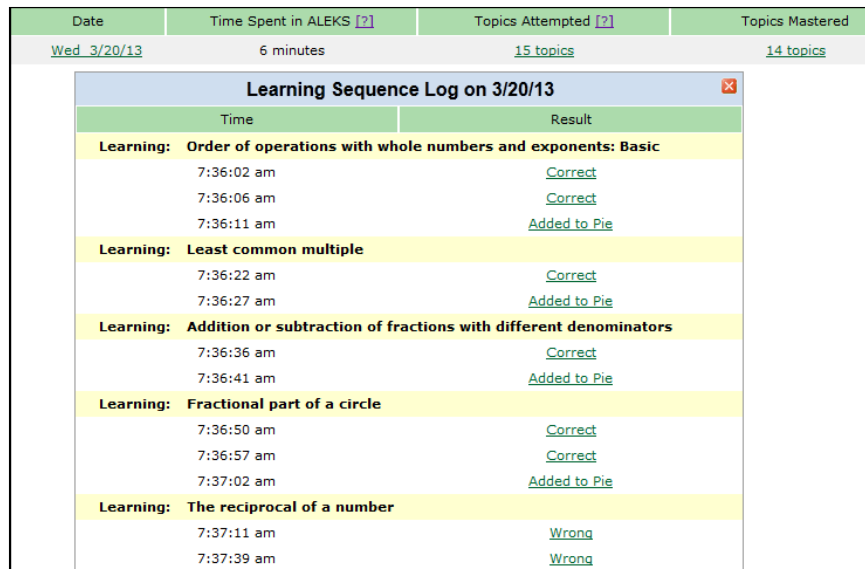 Date Time Spent in ALEKS [?] Topics Attempted [?] Topics Mastered
Wed 3/20/13 6 minutes 15 topics 14 topics
Learning Sequence Log on 3/20/13
Time Result
Learning: Order of operations with whole numbers and exponents: Basic
7:36:02 am Correct
7:36:06 am Correct
7:36:11 am Added to Pie
Learning: Least common multiple
7:36:22 am Correct
7:36:27 am Added to Pie
Learning: Addition or subtraction of fractions with different denominators
7:36:36 am Correct
7:36:41 am Added to Pie
Learning: Fractional part of a circle
7:36:50 am Correct
7:36:57 am Correct
7:37:02 am Added to Pie
Learning: The reciprocal of a number
7:37:11 am Wrong
7:37:39 am Wrong